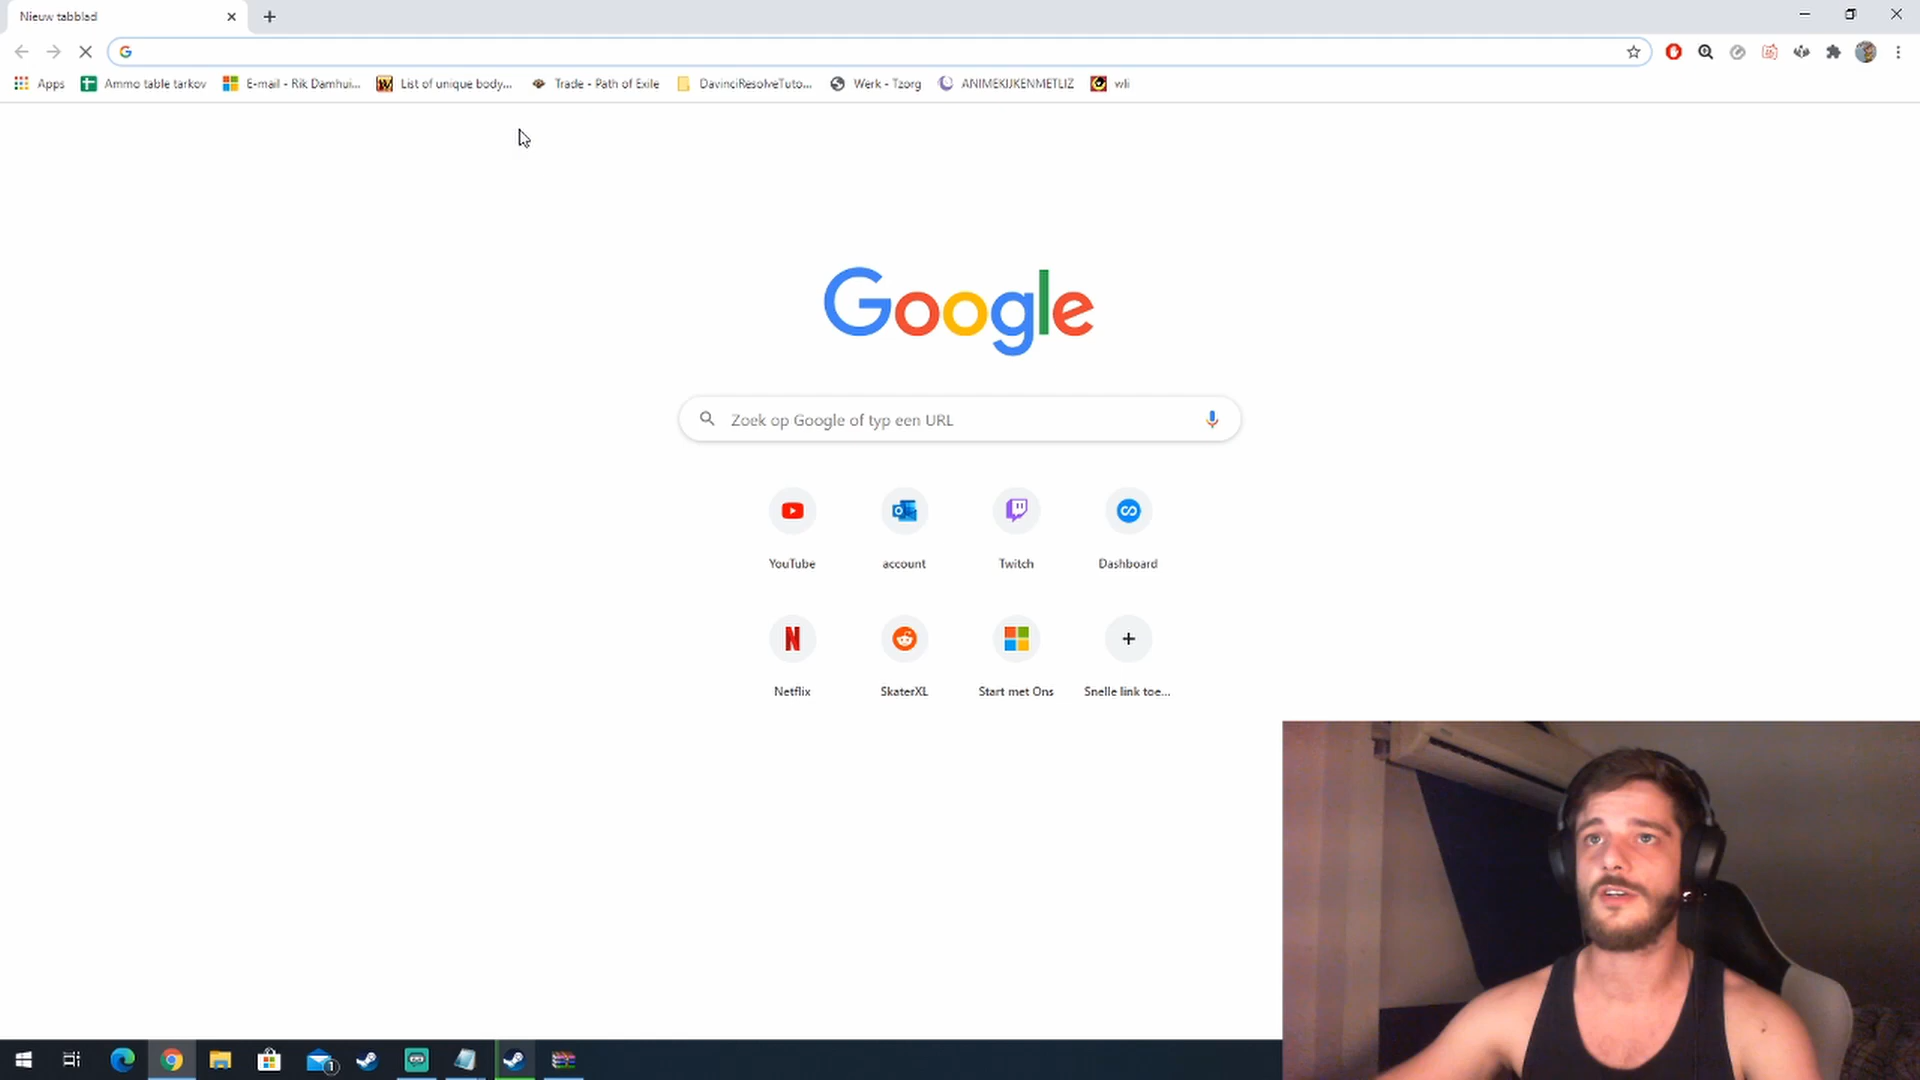 Nieuw tabblad
Apps Ammo table tarkov E-mail - Rik Damhui... List of unique body... Trade - Path of Exile DavinciResolveTuto... Werk - Tzorg ANIMEKIJKENMETLIZ wli
Google
Zoek op Google of typ een URL
YouTube account Twitch Dashboard
Netflix SkaterXL Start met Ons Snelle link toe...
1